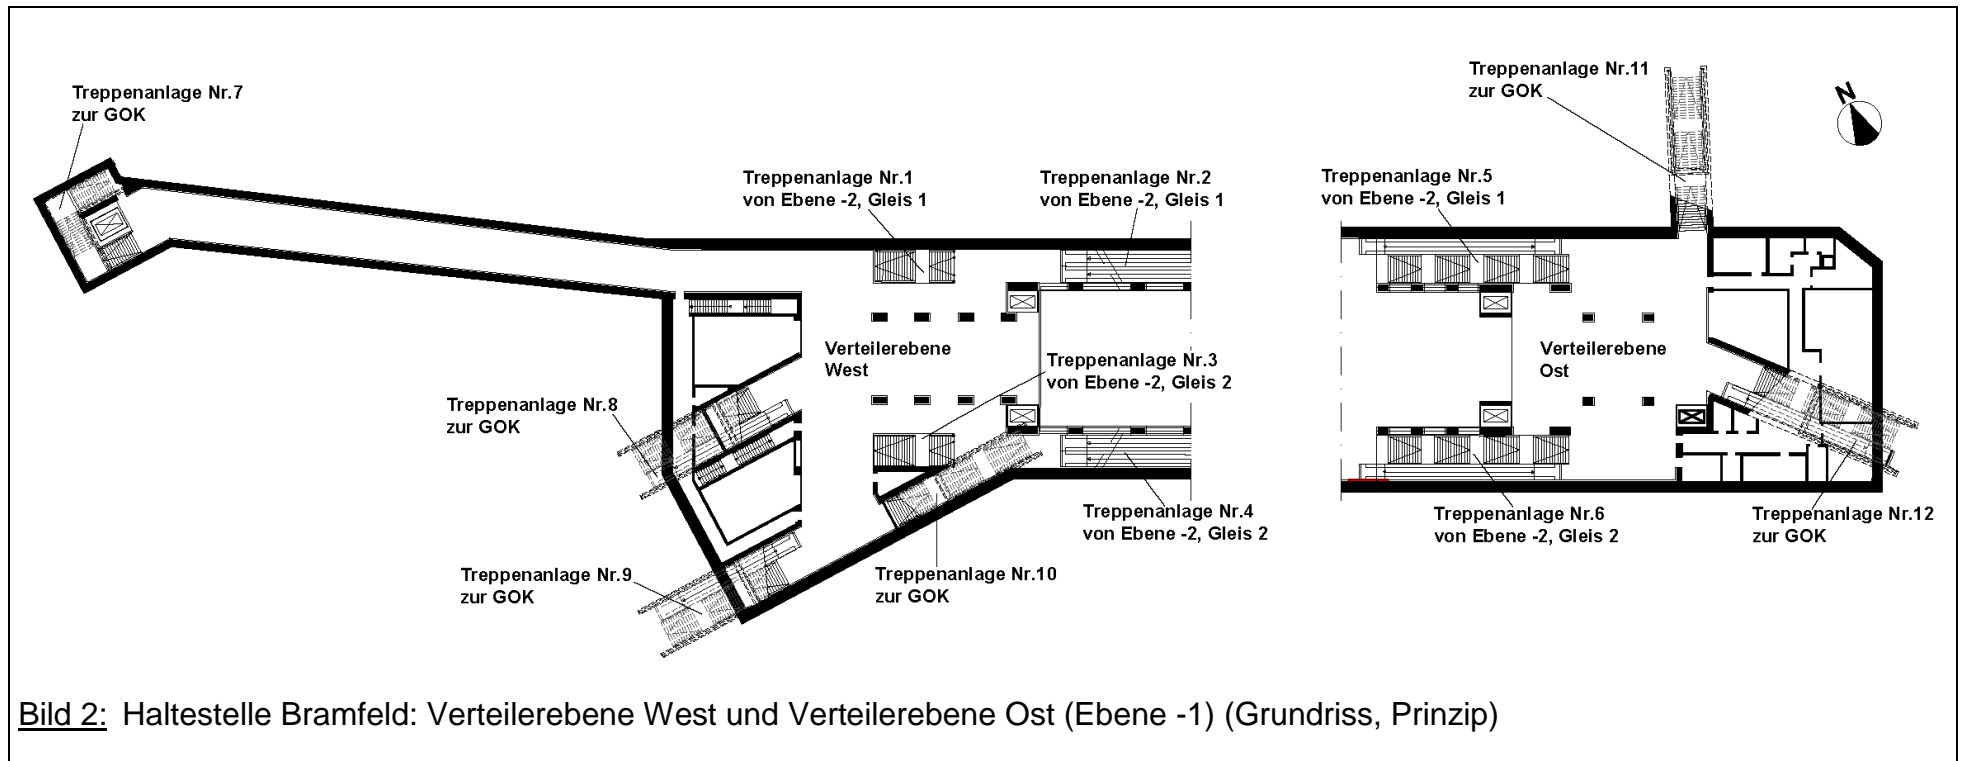 Treppenanlage Nr.7
zur GOK
Treppenanlage Nr.11
zur GOK
N
Treppenanlage Nr.1
von Ebene -2, Gleis 1
Treppenanlage Nr.2
von Ebene -2, Gleis 1
Treppenanlage Nr.5
von Ebene -2, Gleis 1
Verteilerebene
West
Treppenanlage Nr.3
von Ebene -2, Gleis 2
Verteilerebene
Ost
Treppenanlage Nr.8
zur GOK
Treppenanlage Nr.4
von Ebene -2, Gleis 2
Treppenanlage Nr.6
von Ebene -2, Gleis 2
Treppenanlage Nr.12
zur GOK
Treppenanlage Nr.9
zur GOK
Treppenanlage Nr.10
zur GOK
Bild 2: Haltestelle Bramfeld: Verteilerebene West und Verteilerebene Ost (Ebene -1) (Grundriss, Prinzip)